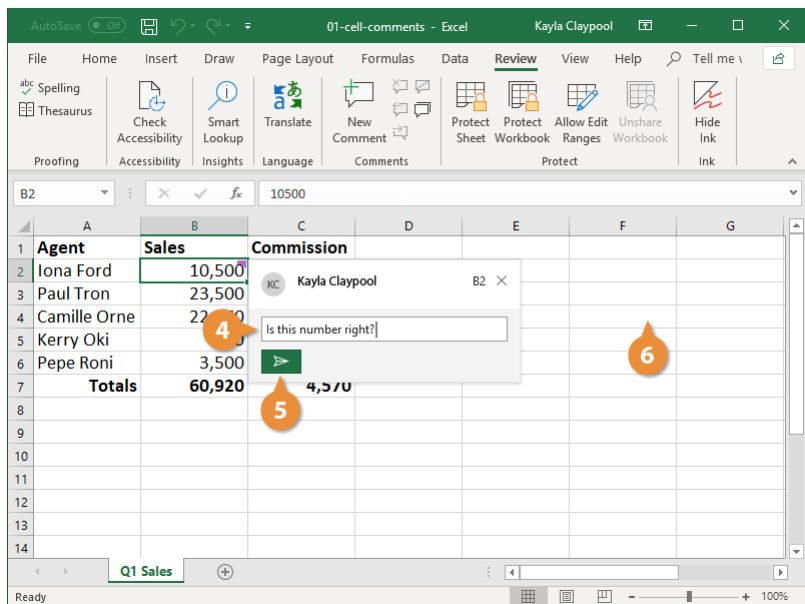 AutoSave Off 01-cell-comments - Excel Kayla Claypool
File Home Insert Draw Page Layout Formulas Data Review View Help Tell me
abc Spelling
Thesaurus
Check Accessibility
Smart Lookup
あ
Translate
New Comment
Protect Sheet
Protect Workbook
Allow Edit Ranges
Unshare Workbook
Hide Ink
Proofing Accessibility Insights Language Comments Protect Ink
B2 fx 10500
A B C D E F G
1 Agent Sales Commission
2 Iona Ford 10,500
3 Paul Tron 23,500
4 Camille Orne
5 Kerry Oki
6 Pepe Roni 3,500
7 Totals 60,920 4,570
8
9
10
11
12
13
14
KC Kayla Claypool B2
4 Is this number right?
5
6
Q1 Sales
Ready 100%